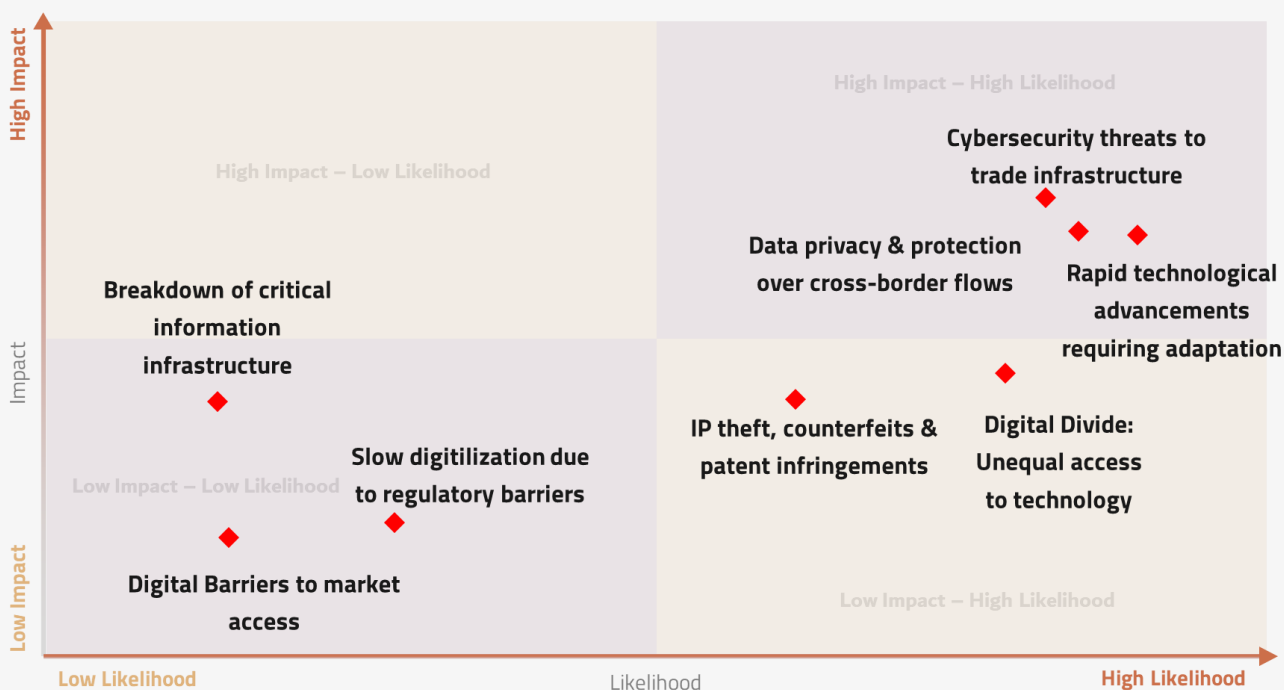 High Impact
High Impact – High Likelihood
Cybersecurity threats to
trade infrastructure
High Impact – Low Likelihood
Data privacy & protection
over cross-border flows
Rapid technological
advancements
requiring adaptation
Breakdown of critical
information
infrastructure
Impact
IP theft, counterfeits &
patent infringements
Digital Divide:
Unequal access
to technology
Slow digitilization due
to regulatory barriers
Low Impact – Low Likelihood
Digital Barriers to market
access
Low Impact – High Likelihood
Low Impact
Low Likelihood
Likelihood
High Likelihood